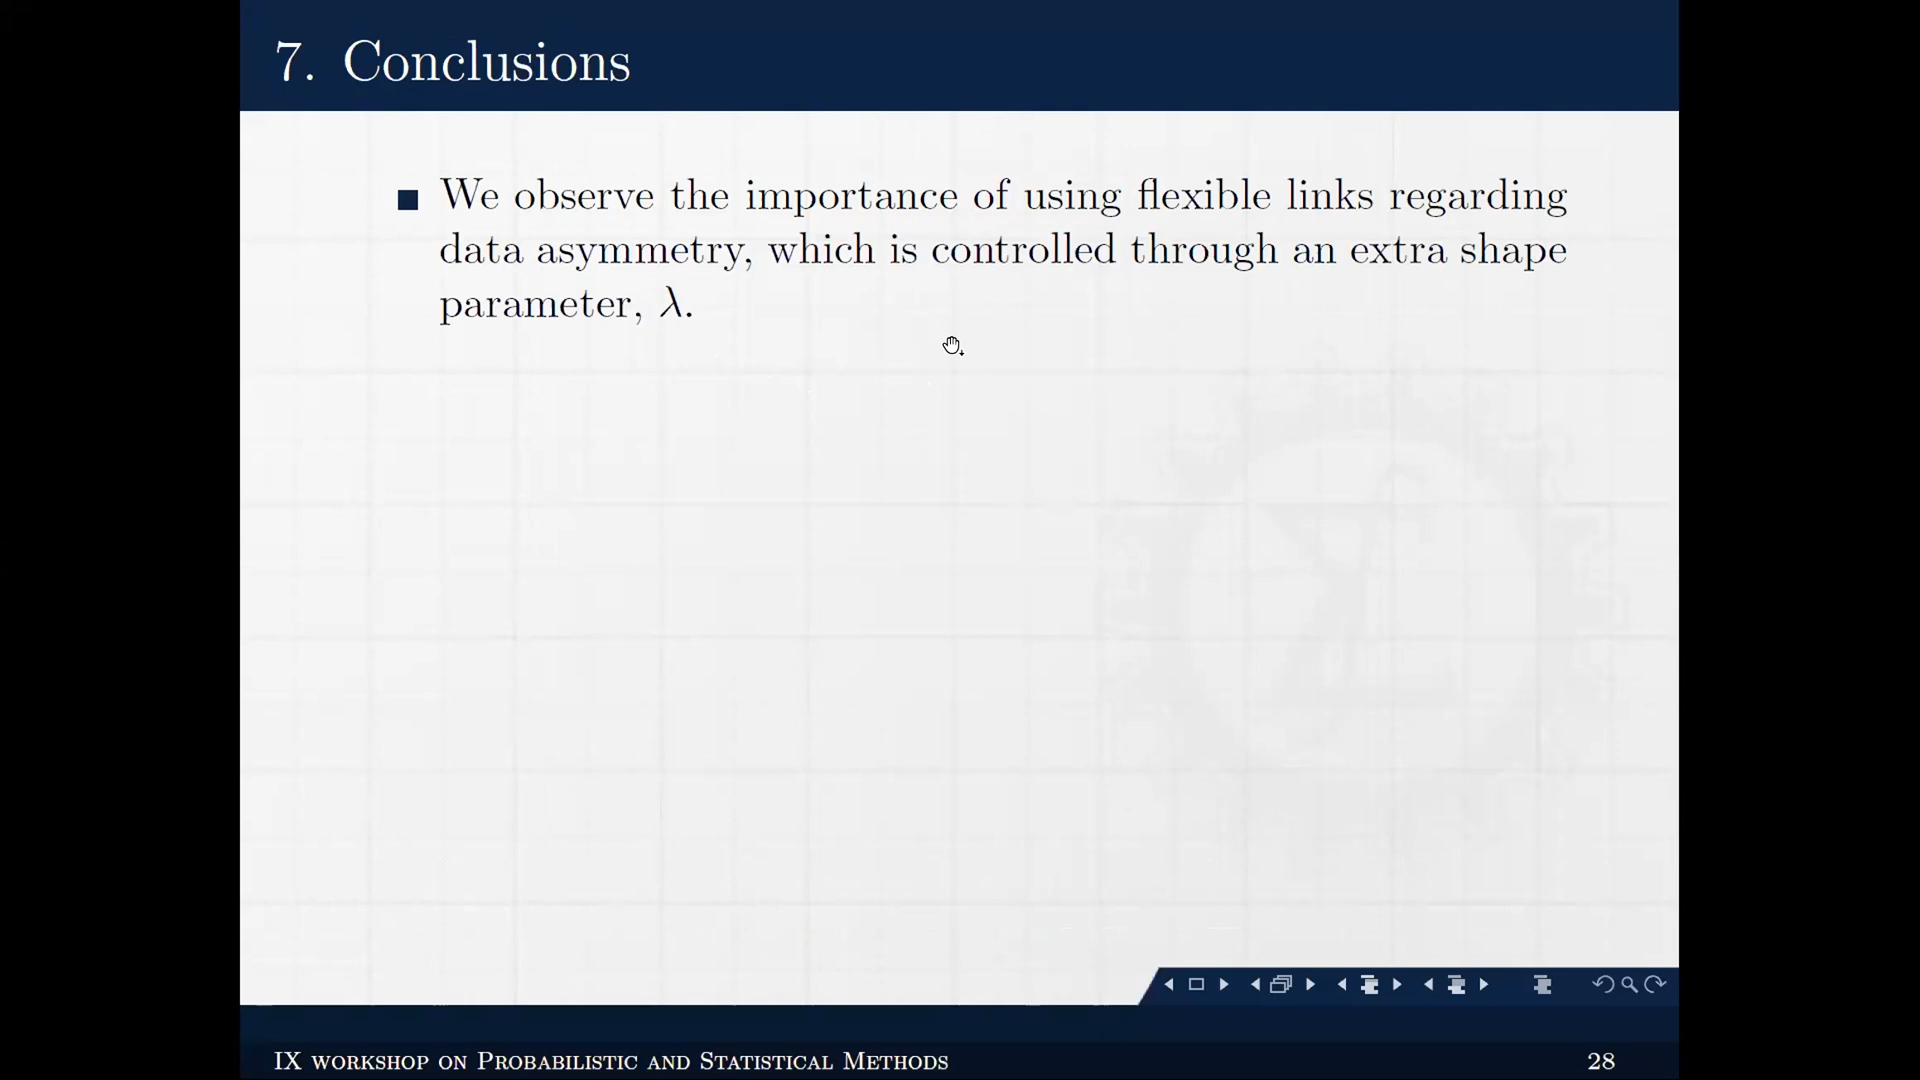 7. Conclusions
We observe the importance of using flexible links regarding
data asymmetry, which is controlled through an extra shape
parameter, λ.
IX workshop on Probabilistic and Statistical Methods
28